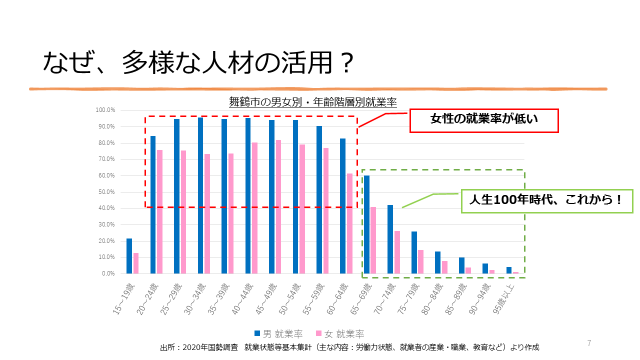 なぜ、多様な人材の活用？
舞鶴市の男女別・年齢階層別就業率
女性の就業率が低い
人生100年時代、これから！
100.0%
90.0%
80.0%
70.0%
60.0%
50.0%
40.0%
30.0%
20.0%
10.0%
0.0%
15～19歳
20～24歳
25～29歳
30～34歳
35～39歳
40～44歳
45～49歳
50～54歳
55～59歳
60～64歳
65～69歳
70～74歳
75～79歳
80～84歳
85～89歳
90～94歳
95歳以上
男 就業率
女 就業率
出所：2020年国勢調査　就業状態等基本集計（主な内容：労働力状態、就業者の産業・職業、教育など）より作成
7